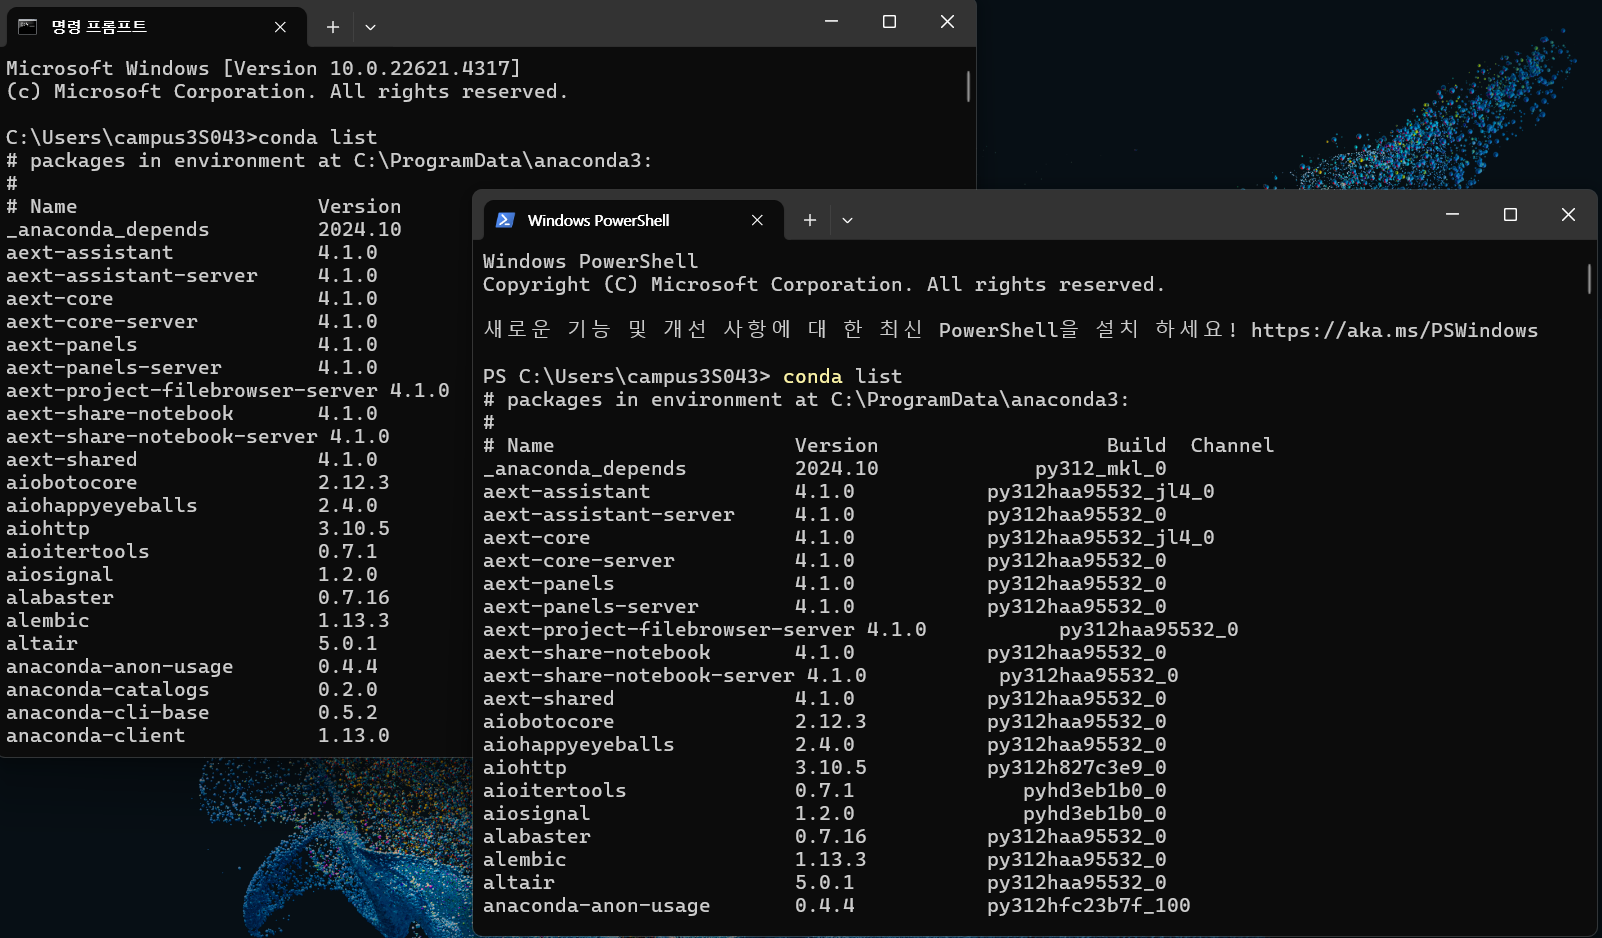 명령 프롬프트
Microsoft Windows [Version 10.0.22621.4317]
(c) Microsoft Corporation. All rights reserved.
C:\Users\campus3S043>conda list
# packages in environment at C:\ProgramData\anaconda3:
#
# Name Version
_anaconda_depends 2024.10
aext-assistant 4.1.0
aext-assistant-server 4.1.0
aext-core 4.1.0
aext-core-server 4.1.0
aext-panels 4.1.0
aext-panels-server 4.1.0
aext-project-filebrowser-server 4.1.0
aext-share-notebook 4.1.0
aext-share-notebook-server 4.1.0
aext-shared 4.1.0
aiobotocore 2.12.3
aiohappyeyeballs 2.4.0
aiohttp 3.10.5
aioitertools 0.7.1
aiosignal 1.2.0
alabaster 0.7.16
alembic 1.13.3
altair 5.0.1
anaconda-anon-usage 0.4.4
anaconda-catalogs 0.2.0
anaconda-cli-base 0.5.2
anaconda-client 1.13.0
Windows PowerShell
Windows PowerShell
Copyright (C) Microsoft Corporation. All rights reserved.
새로운 기능 및 개선 사항에 대 한 최신 PowerShell을 설치 하세요! https://aka.ms/PSWindows
PS C:\Users\campus3S043> conda list
# packages in environment at C:\ProgramData\anaconda3:
#
# Name Version Build Channel
_anaconda_depends 2024.10 py312_mkl_0
aext-assistant 4.1.0 py312haa95532_jl4_0
aext-assistant-server 4.1.0 py312haa95532_0
aext-core 4.1.0 py312haa95532_jl4_0
aext-core-server 4.1.0 py312haa95532_0
aext-panels 4.1.0 py312haa95532_0
aext-panels-server 4.1.0 py312haa95532_0
aext-project-filebrowser-server 4.1.0 py312haa95532_0
aext-share-notebook 4.1.0 py312haa95532_0
aext-share-notebook-server 4.1.0 py312haa95532_0
aext-shared 4.1.0 py312haa95532_0
aiobotocore 2.12.3 py312haa95532_0
aiohappyeyeballs 2.4.0 py312haa95532_0
aiohttp 3.10.5 py312h827c3e9_0
aioitertools 0.7.1 pyhd3eb1b0_0
aiosignal 1.2.0 pyhd3eb1b0_0
alabaster 0.7.16 py312haa95532_0
alembic 1.13.3 py312haa95532_0
altair 5.0.1 py312haa95532_0
anaconda-anon-usage 0.4.4 py312hfc23b7f_100